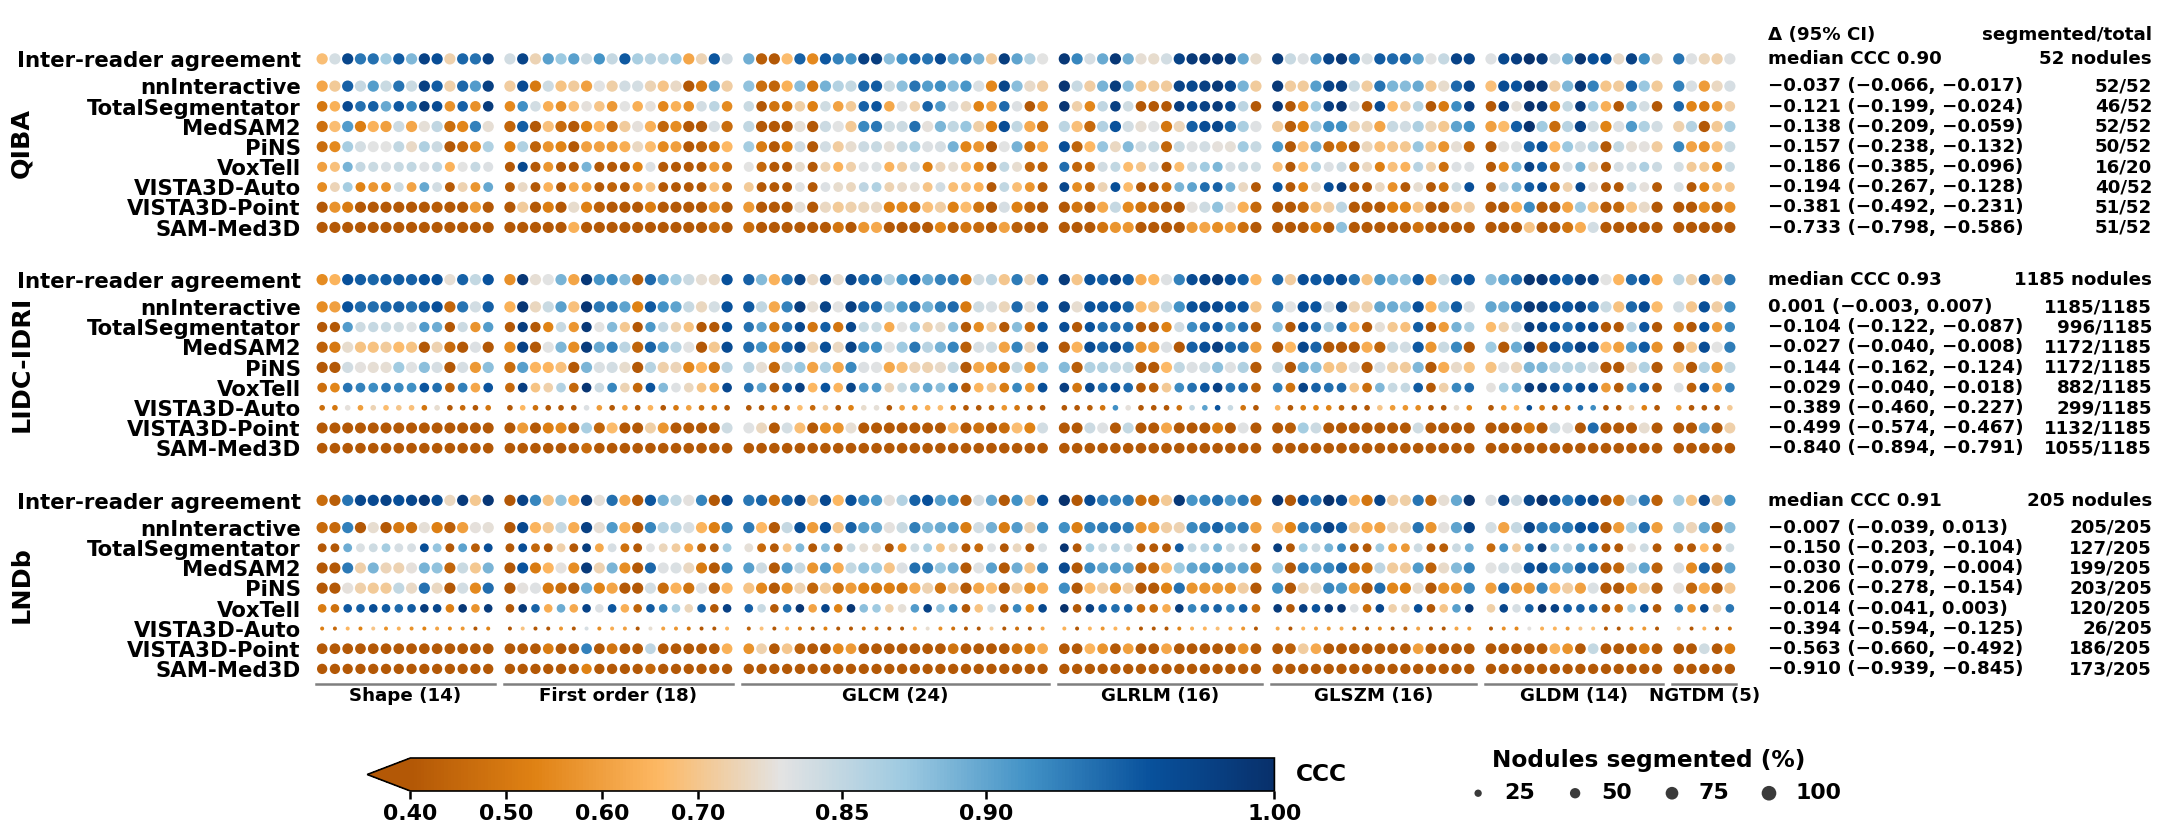 Δ (95% CI) segmented/total
QIBA
Inter-reader agreement median CCC 0.90 52 nodules
nnInteractive −0.037 (−0.066, −0.017) 52/52
TotalSegmentator −0.121 (−0.199, −0.024) 46/52
MedSAM2 −0.138 (−0.209, −0.059) 52/52
PiNS −0.157 (−0.238, −0.132) 50/52
VoxTell −0.186 (−0.385, −0.096) 16/20
VISTA3D-Auto −0.194 (−0.267, −0.128) 40/52
VISTA3D-Point −0.381 (−0.492, −0.231) 51/52
SAM-Med3D −0.733 (−0.798, −0.586) 51/52
LIDC-IDRI
Inter-reader agreement median CCC 0.93 1185 nodules
nnInteractive 0.001 (−0.003, 0.007) 1185/1185
TotalSegmentator −0.104 (−0.122, −0.087) 996/1185
MedSAM2 −0.027 (−0.040, −0.008) 1172/1185
PiNS −0.144 (−0.162, −0.124) 1172/1185
VoxTell −0.029 (−0.040, −0.018) 882/1185
VISTA3D-Auto −0.389 (−0.460, −0.227) 299/1185
VISTA3D-Point −0.499 (−0.574, −0.467) 1132/1185
SAM-Med3D −0.840 (−0.894, −0.791) 1055/1185
LNDb
Inter-reader agreement median CCC 0.91 205 nodules
nnInteractive −0.007 (−0.039, 0.013) 205/205
TotalSegmentator −0.150 (−0.203, −0.104) 127/205
MedSAM2 −0.030 (−0.079, −0.004) 199/205
PiNS −0.206 (−0.278, −0.154) 203/205
VoxTell −0.014 (−0.041, 0.003) 120/205
VISTA3D-Auto −0.394 (−0.594, −0.125) 26/205
VISTA3D-Point −0.563 (−0.660, −0.492) 186/205
SAM-Med3D −0.910 (−0.939, −0.845) 173/205
Shape (14) First order (18) GLCM (24) GLRLM (16) GLSZM (16) GLDM (14) NGTDM (5)
CCC
0.40 0.50 0.60 0.70 0.85 0.90 1.00
Nodules segmented (%)
25 50 75 100